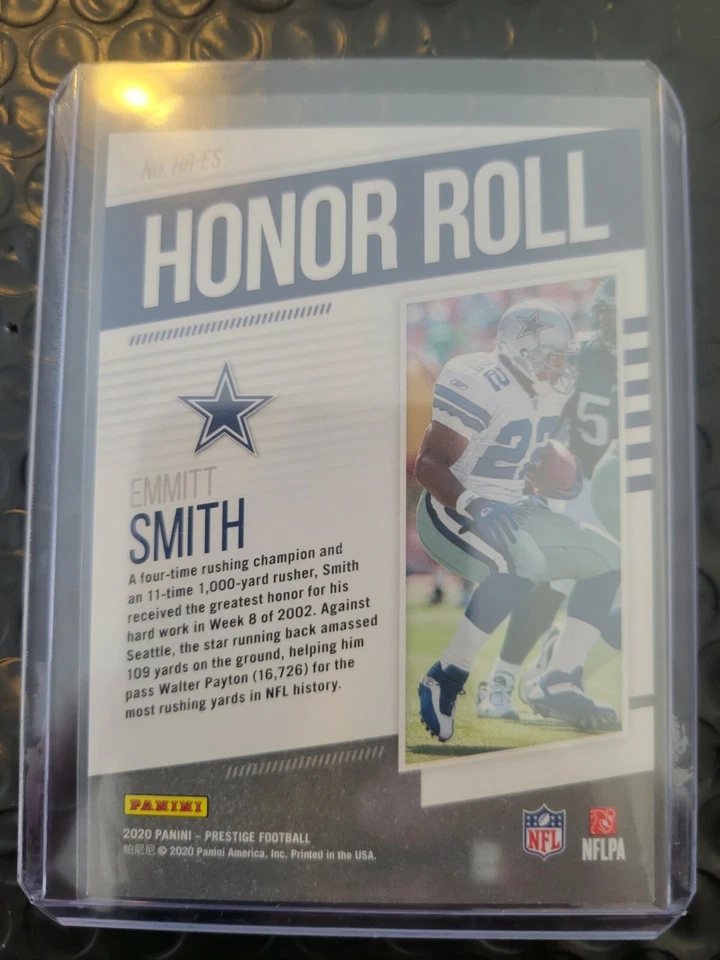 No. HR-ES
HONOR ROLL
22
22
5
EMMITT
SMITH
A four-time rushing champion and
an 11-time 1,000-yard rusher, Smith
received the greatest honor for his
hard work in Week 8 of 2002. Against
Seattle, the star running back amassed
109 yards on the ground, helping him
pass Walter Payton (16,726) for the
most rushing yards in NFL history.
PANINI
2020 PANINI – PRESTIGE FOOTBALL
帕尼尼 © 2020 Panini America, Inc. Printed in the USA.
NFL
NFLPA